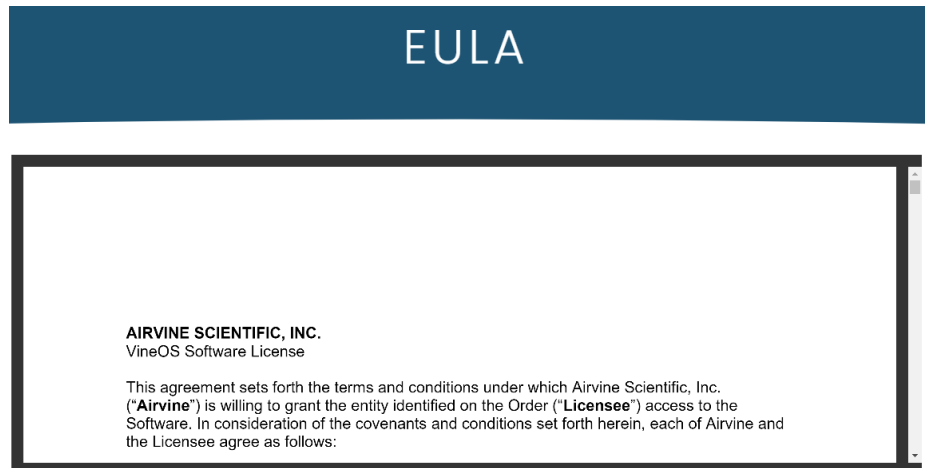 EULA
AIRVINE SCIENTIFIC, INC.
VineOS Software License
This agreement sets forth the terms and conditions under which Airvine Scientific, Inc.
(“Airvine”) is willing to grant the entity identified on the Order (“Licensee”) access to the
Software. In consideration of the covenants and conditions set forth herein, each of Airvine and
the Licensee agree as follows: